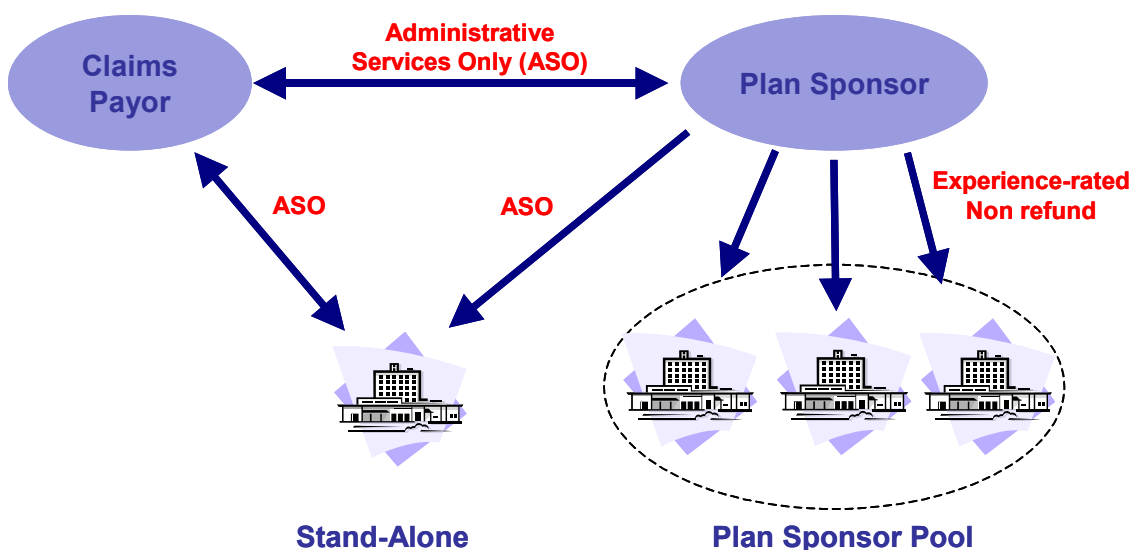 Administrative
Services Only (ASO)
Claims
Payor
Plan Sponsor
ASO
ASO
Experience-rated
Non refund
H
H
H
H
Stand-Alone
Plan Sponsor Pool